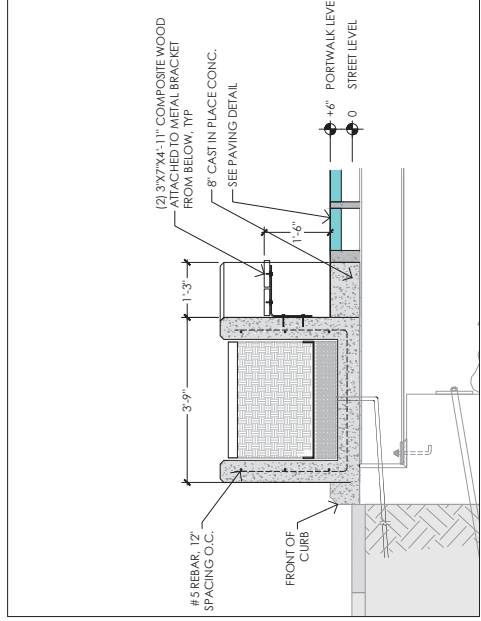 (2) 3"X7"X4'-11" COMPOSITE WOOD
ATTACHED TO METAL BRACKET
FROM BELOW, TYP
8" CAST IN PLACE CONC.
SEE PAVING DETAIL
+6" PORTWALK LEVE
0 STREET LEVEL
1'-6"
1'-3"
3'-9"
#5 REBAR, 12"
SPACING O.C.
FRONT OF
CURB